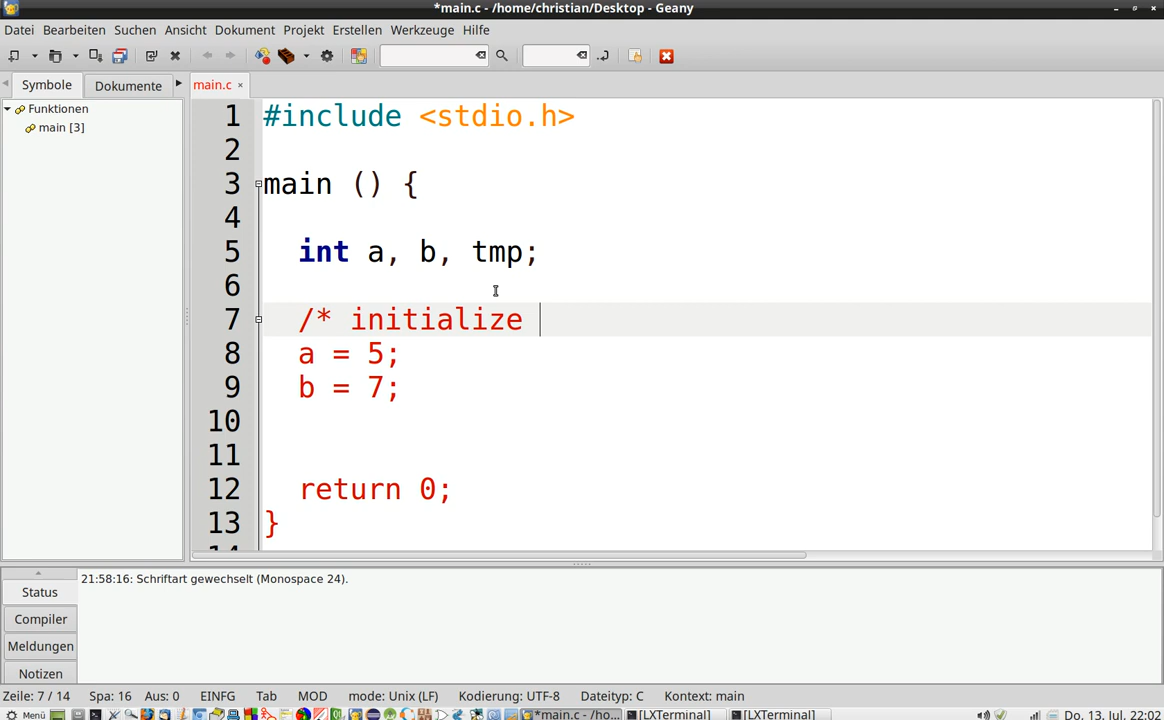 *main.c - /home/christian/Desktop - Geany
Datei Bearbeiten Suchen Ansicht Dokument Projekt Erstellen Werkzeuge Hilfe
Symbole Dokumente main.c ×
Funktionen
main [3]
1 #include <stdio.h>
2
3 main () {
4
5 int a, b, tmp;
6
7 /* initialize
8 a = 5;
9 b = 7;
10
11
12 return 0;
13 }
14
Status
21:58:16: Schriftart gewechselt (Monospace 24).
Compiler
Meldungen
Notizen
Zeile: 7 / 14 Spa: 16 Aus: 0 EINFG Tab MOD mode: Unix (LF) Kodierung: UTF-8 Dateityp: C Kontext: main
Menü *main.c - /ho... [LXTerminal] [LXTerminal] Do. 13. Jul, 22:02